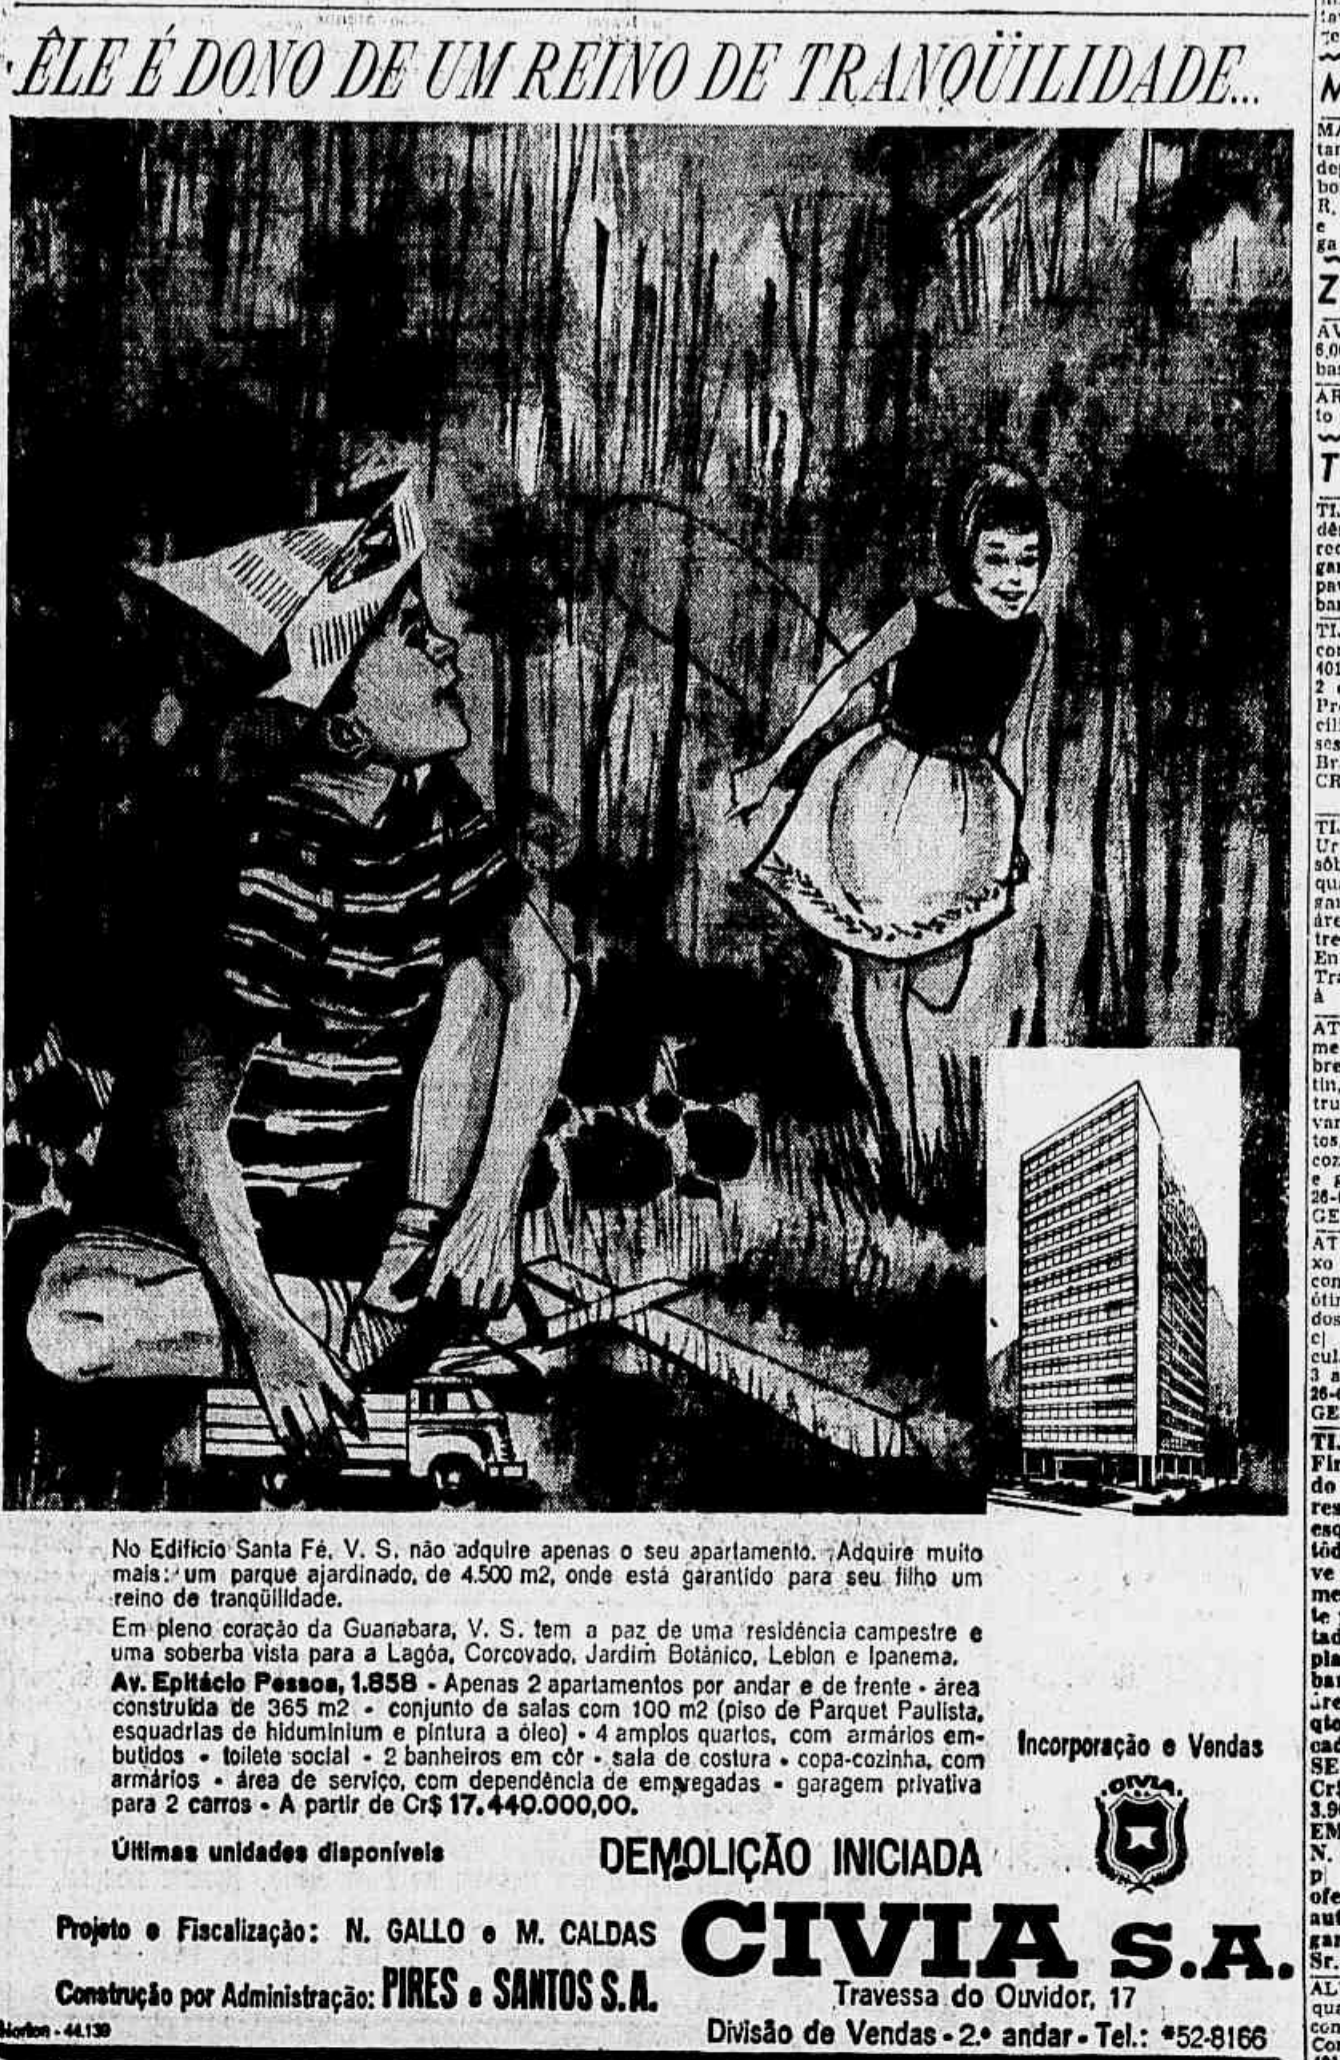 ÊLE É DONO DE UM REINO DE TRANQÜILIDADE...
No Edifício Santa Fé, V. S. não adquire apenas o seu apartamento. Adquire muito
mais: um parque ajardinado, de 4.500 m2, onde está garantido para seu filho um
reino de tranqüilidade.
Em pleno coração da Guanabara, V. S. tem a paz de uma residência campestre e
uma soberba vista para a Lagôa, Corcovado, Jardim Botânico, Leblon e Ipanema.
Av. Epitácio Pessoa, 1.858 - Apenas 2 apartamentos por andar e de frente - área
construida de 365 m2 - conjunto de salas com 100 m2 (piso de Parquet Paulista,
esquadrias de hiduminium e pintura a óleo) - 4 amplos quartos, com armários em-
butidos - toilete social - 2 banheiros em côr - sala de costura - copa-cozinha, com
armários - área de serviço, com dependência de empregadas - garagem privativa
para 2 carros - A partir de Cr$ 17.440.000,00.
Últimas unidades disponíveis
DEMOLIÇÃO INICIADA
Incorporação e Vendas
CIVIA
Projeto e Fiscalização: N. GALLO e M. CALDAS
Construção por Administração: PIRES e SANTOS S.A.
CIVIA S.A.
Travessa do Ouvidor, 17
Divisão de Vendas - 2.º andar - Tel.: *52-8166
Norton - 44.139